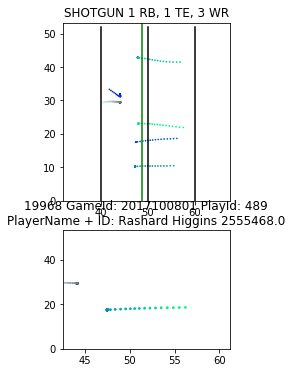 SHOTGUN 1 RB, 1 TE, 3 WR
50
40
30
20
10
0
40 50 60
19968 GameId: 2017100801 PlayId: 489
PlayerName + ID: Rashard Higgins 2555468.0
40
20
0
45 50 55 60